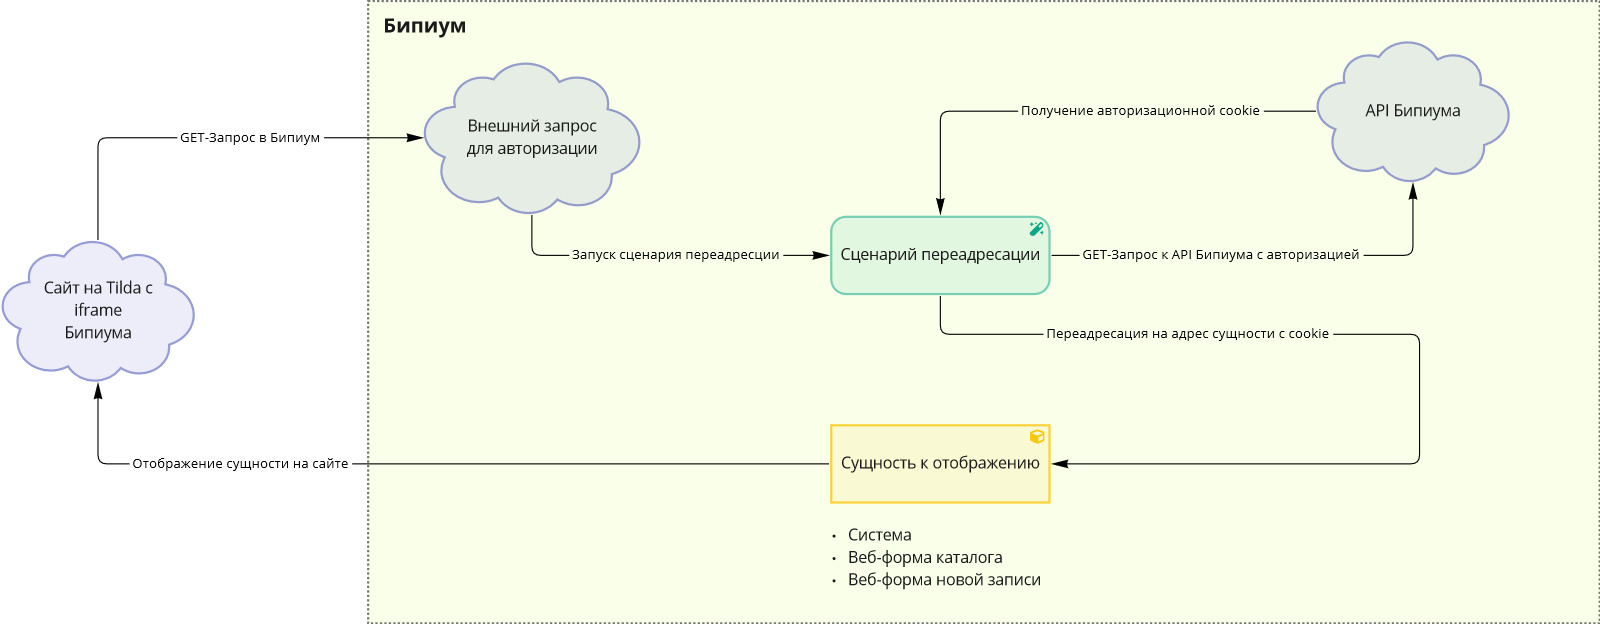 Бипиум
Внешний запрос
для авторизации
API Бипиума
Получение авторизационной cookie
GET-Запрос в Бипиум
Запуск сценария переадресции
Сценарий переадресации
GET-Запрос к API Бипиума с авторизацией
Сайт на Tilda с
iframe
Бипиума
Переадресация на адрес сущности с cookie
Отображение сущности на сайте
Сущность к отображению
• Система
• Веб-форма каталога
• Веб-форма новой записи